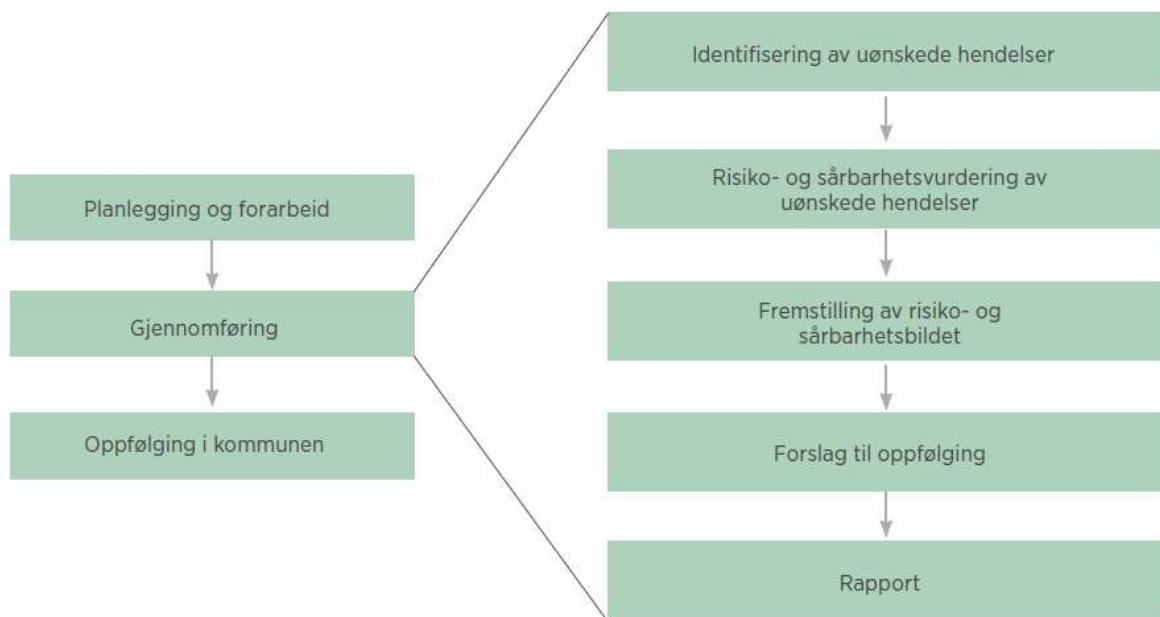 Planlegging og forarbeid
Gjennomføring
Oppfølging i kommunen
Identifisering av uønskede hendelser
Risiko- og sårbarhetsvurdering av
uønskede hendelser
Fremstilling av risiko- og
sårbarhetsbildet
Forslag til oppfølging
Rapport